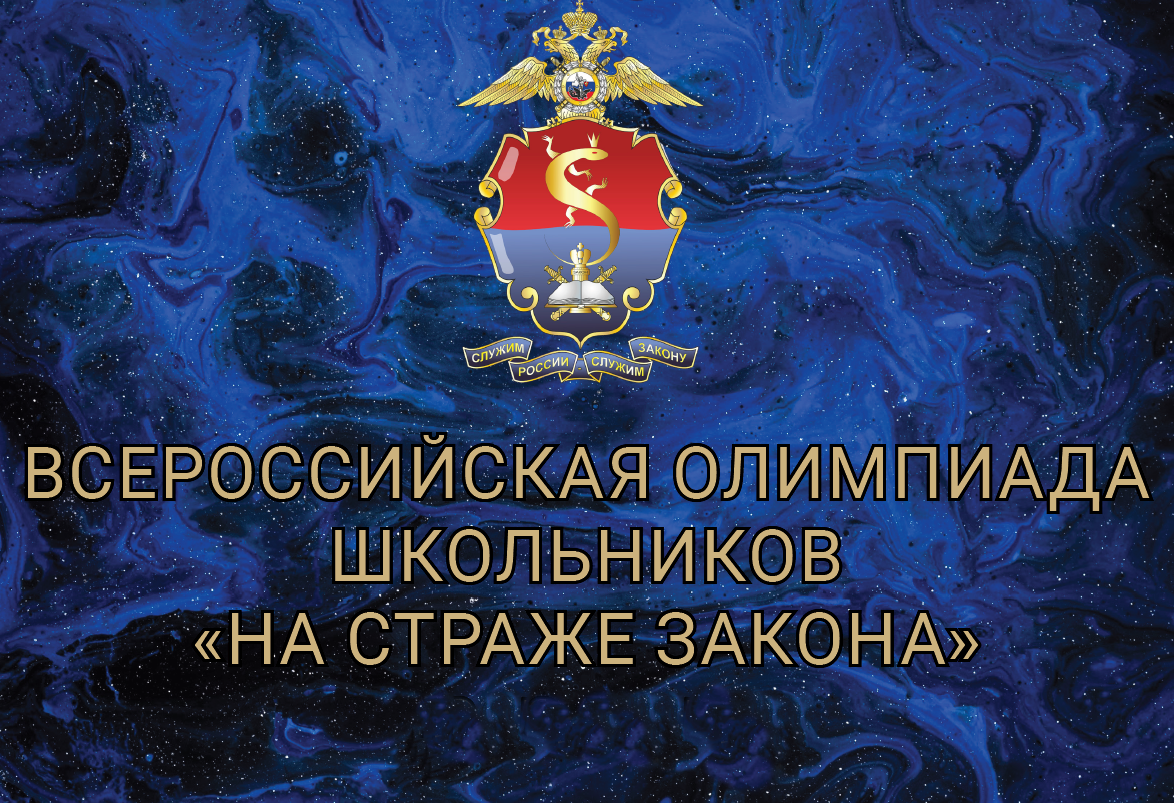 СЛУЖИМ РОССИИ - СЛУЖИМ ЗАКОНУ
ВСЕРОССИЙСКАЯ ОЛИМПИАДА
ШКОЛЬНИКОВ
«НА СТРАЖЕ ЗАКОНА»